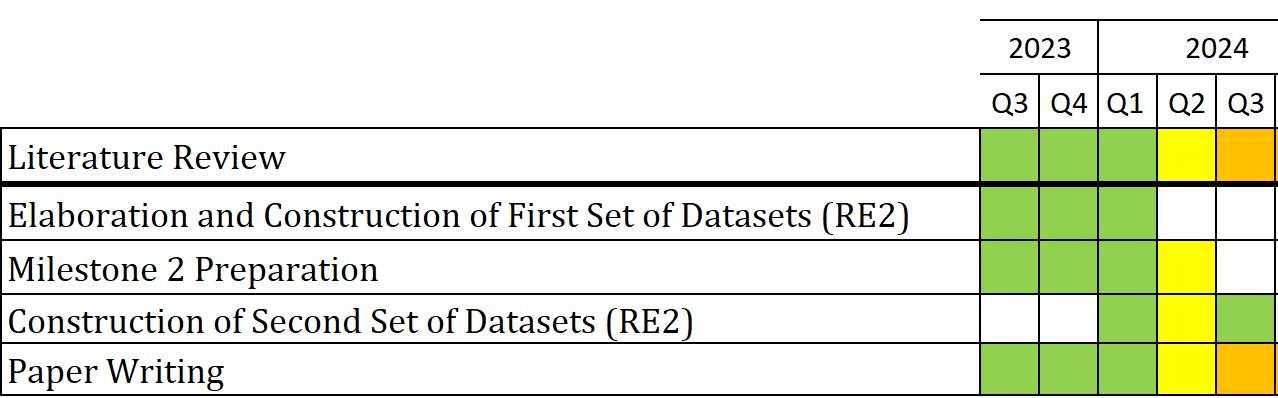 2023 2024
Q3 Q4 Q1 Q2 Q3
Literature Review
Elaboration and Construction of First Set of Datasets (RE2)
Milestone 2 Preparation
Construction of Second Set of Datasets (RE2)
Paper Writing